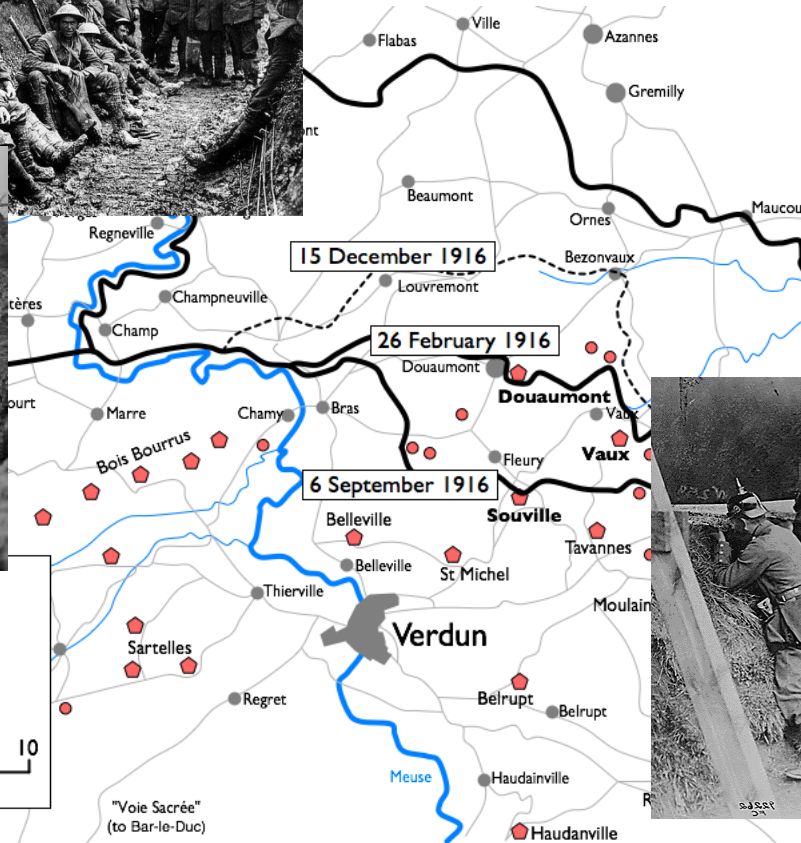 Ville
Flabas
Azannes
Gremilly
Beaumont
Ornes
Regneville
15 December 1916
Bezonvaux
Louvremont
Champneuville
Champ
26 February 1916
Douaumont
Douaumont
Marre
Chamy
Bras
Vaux
Bois Bourrus
Fleury
Vaux
6 September 1916
Souville
Belleville
Tavannes
St Michel
Belleville
Thierville
Verdun
Sartelles
Belrupt
Regret
Belrupt
10
Meuse
Haudainville
"Voie Sacrée"
(to Bar-le-Duc)
Haudanville